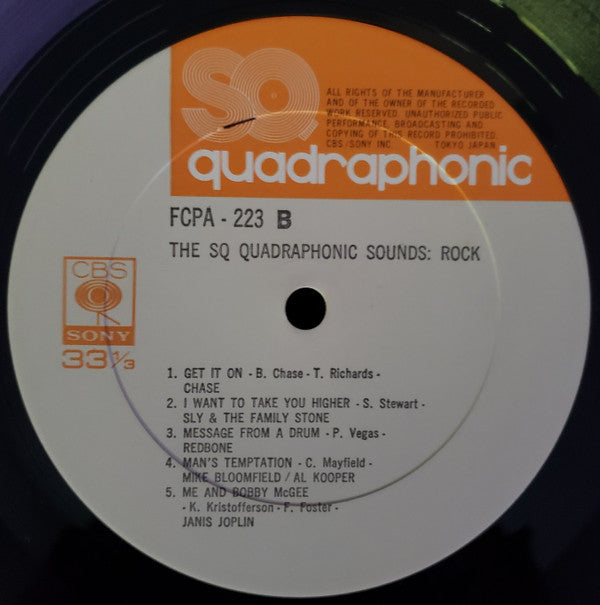 SQ
ALL RIGHTS OF THE MANUFACTURER
AND OF THE OWNER OF THE RECORDED
WORK RESERVED. UNAUTHORIZED PUBLIC
PERFORMANCE, BROADCASTING AND
COPYING OF THIS RECORD PROHIBITED.
CBS/SONY INC. TOKYO JAPAN
quadraphonic
FCPA - 223 B
THE SQ QUADRAPHONIC SOUNDS: ROCK
CBS
SONY
33 1/3
1. GET IT ON - B. Chase - T. Richards -
CHASE
2. I WANT TO TAKE YOU HIGHER - S. Stewart -
SLY & THE FAMILY STONE
3. MESSAGE FROM A DRUM - P. Vegas -
REDBONE
4. MAN'S TEMPTATION - C. Mayfield -
MIKE BLOOMFIELD / AL KOOPER
5. ME AND BOBBY McGEE
- K. Kristofferson - F. Foster -
JANIS JOPLIN